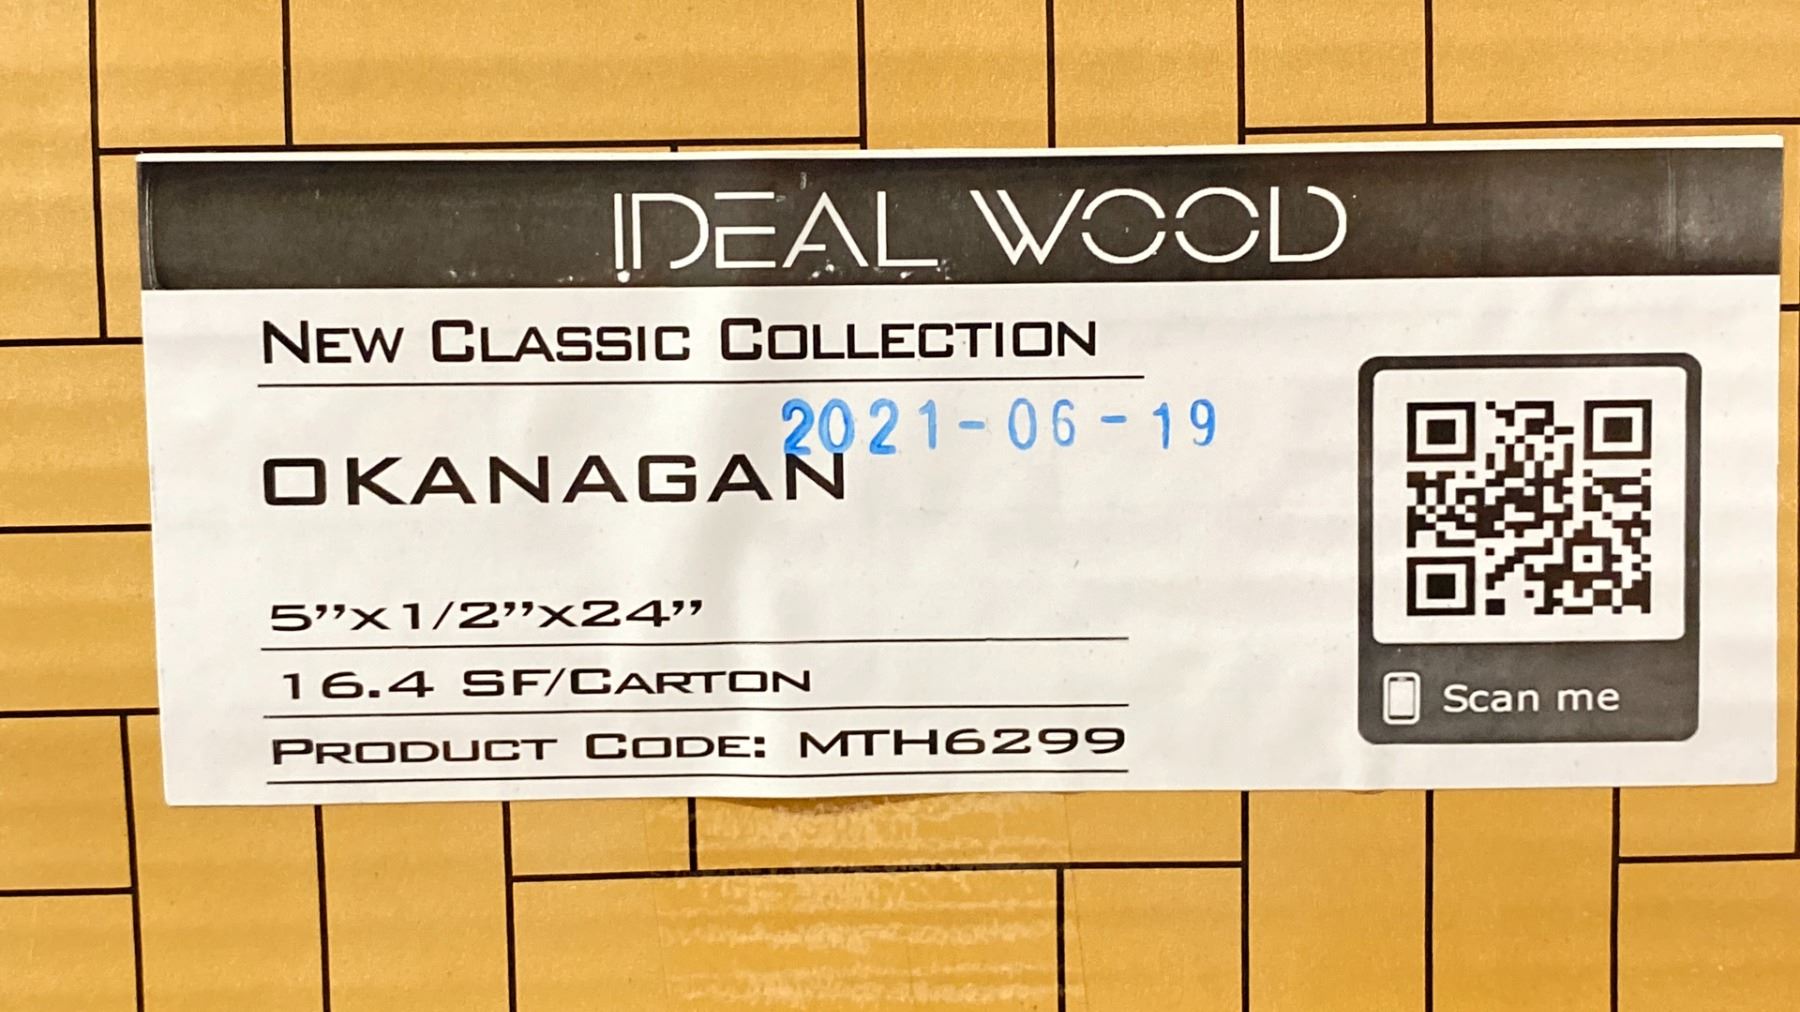 IDEAL WOOD
NEW CLASSIC COLLECTION
2021-06-19
OKANAGAN
5”x1/2”x24”
16.4 SF/CARTON
PRODUCT CODE: MTH6299
Scan me